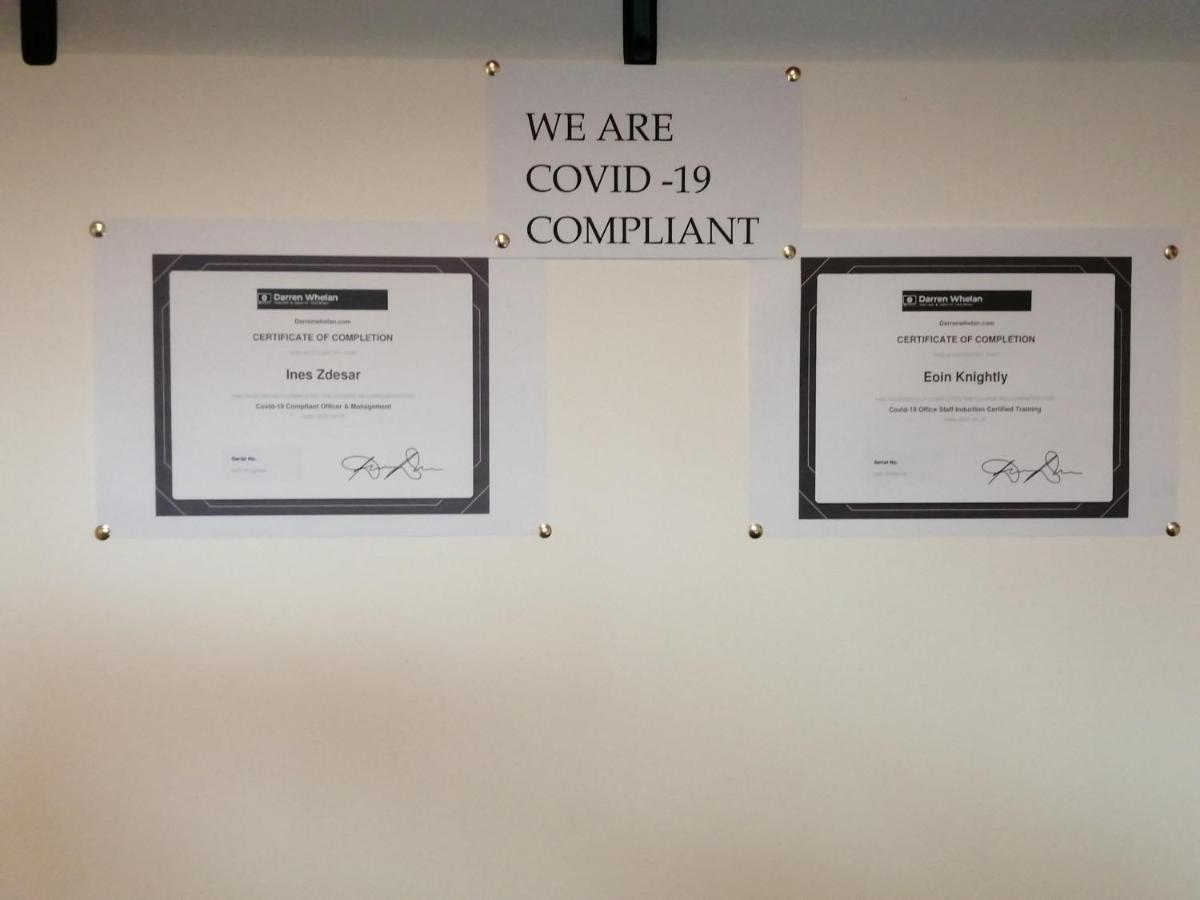 WE ARE
COVID -19
COMPLIANT
Darren Whelan
Darrenwhelan.com
CERTIFICATE OF COMPLETION
Ines Zdesar
Covid-19 Compliant Officer & Management
Serial No.
Darren Whelan
Darrenwhelan.com
CERTIFICATE OF COMPLETION
Eoin Knightly
Covid-19 Office Staff Induction Certified Training
Serial No.